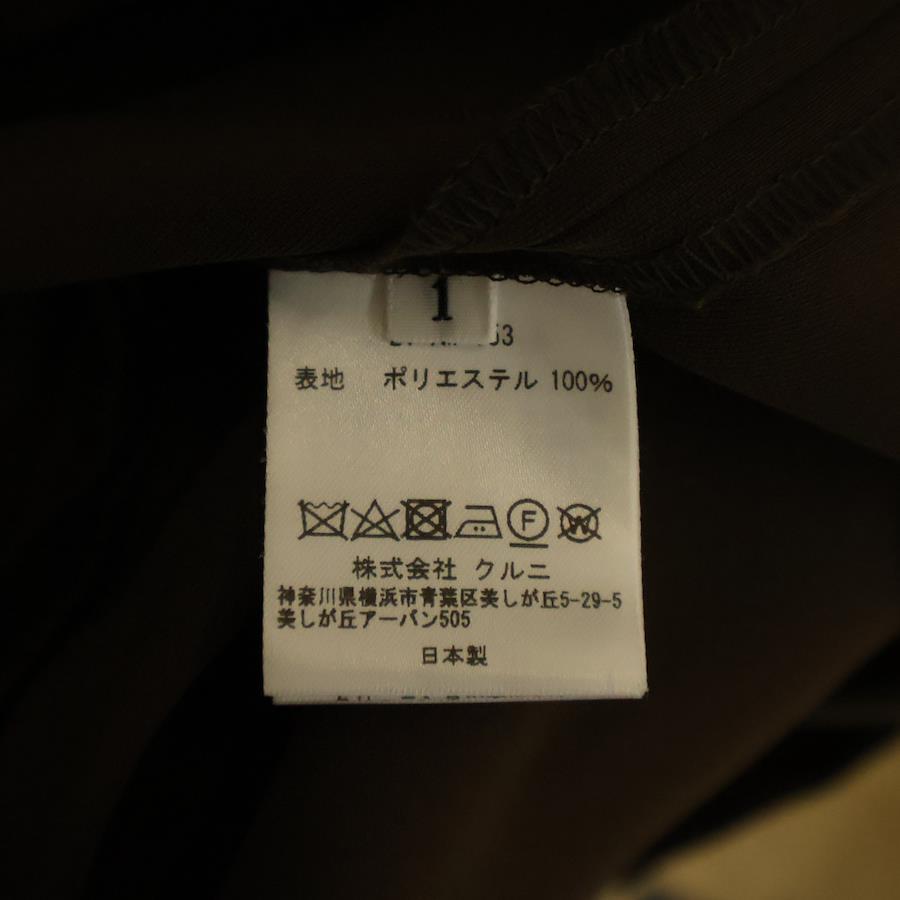 1
表地 ポリエステル 100%
F
W
株式会社 クルニ
神奈川県横浜市青葉区美しが丘5-29-5
美しが丘アーバン505
日本製